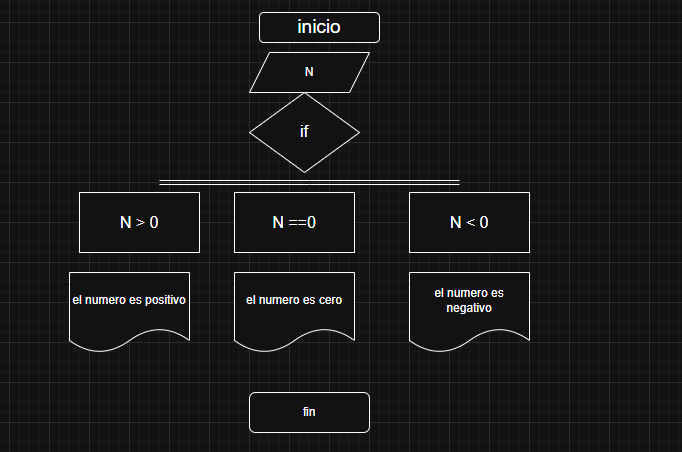 inicio
N
if
N > 0
N ==0
N < 0
el numero es positivo
el numero es cero
el numero es
negativo
fin